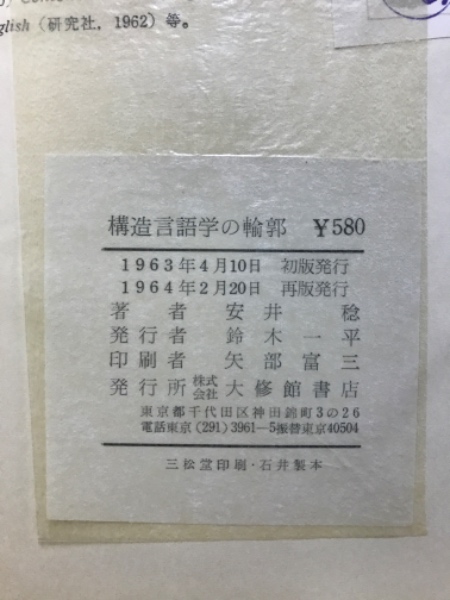 glish（研究社，1962）等。
構造言語学の輪郭　￥580
1963年4月10日　初版発行
1964年2月20日　再版発行
著者　安井　稔
発行者　鈴木一平
印刷者　矢部富三
発行所　株式会社　大修館書店
東京都千代田区神田錦町3の26
電話東京（291）3961—5振替東京40504
三松堂印刷・石井製本